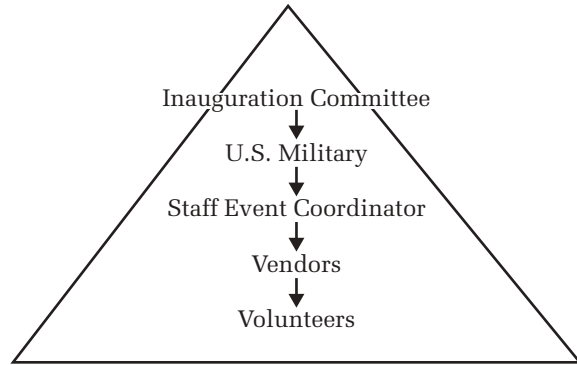 Inauguration Committee
U.S. Military
Staff Event Coordinator
Vendors
Volunteers